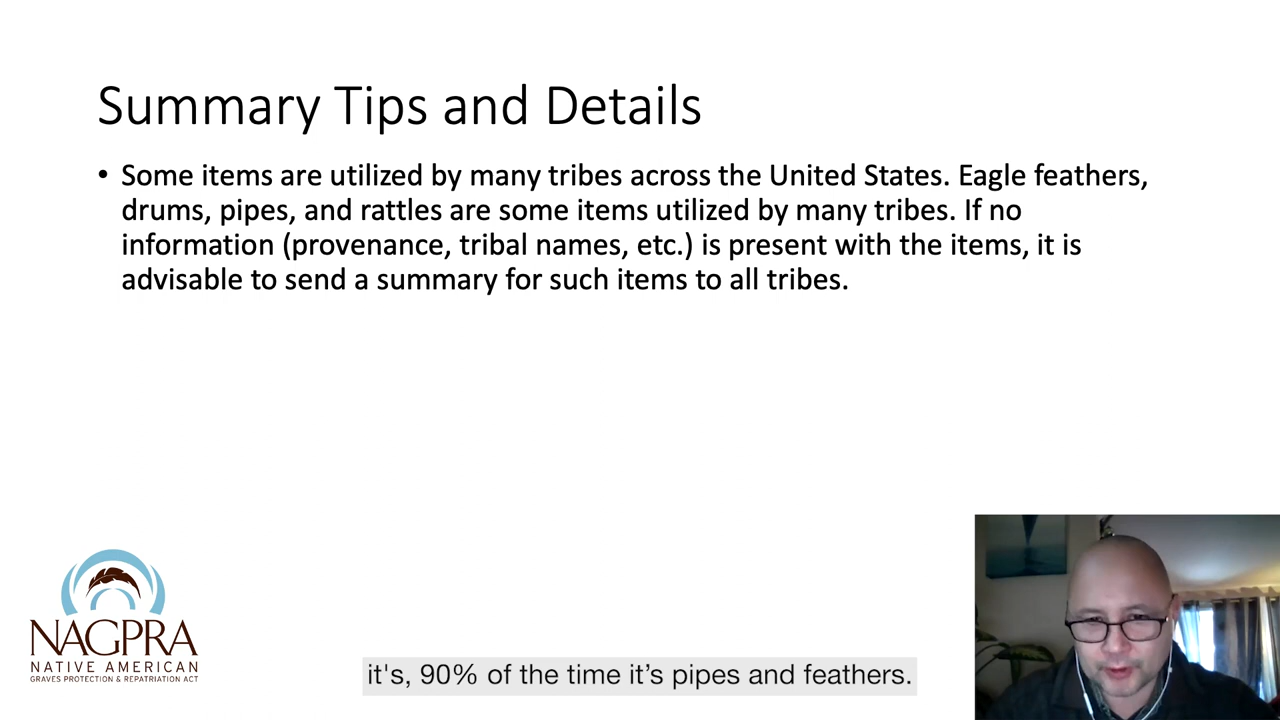 Summary Tips and Details
• Some items are utilized by many tribes across the United States. Eagle feathers,
drums, pipes, and rattles are some items utilized by many tribes. If no
information (provenance, tribal names, etc.) is present with the items, it is
advisable to send a summary for such items to all tribes.
NAGPRA
NATIVE AMERICAN
GRAVES PROTECTION & REPATRIATION ACT
it's, 90% of the time it’s pipes and feathers.